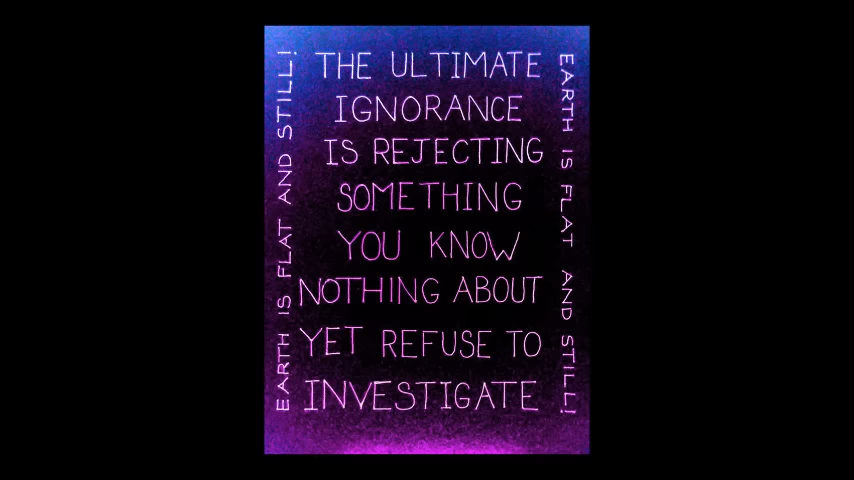 EARTH IS FLAT AND STILL!
THE ULTIMATE
IGNORANCE
IS REJECTING
SOMETHING
YOU KNOW
NOTHING ABOUT
YET REFUSE TO
INVESTIGATE
EARTH IS FLAT AND STILL!